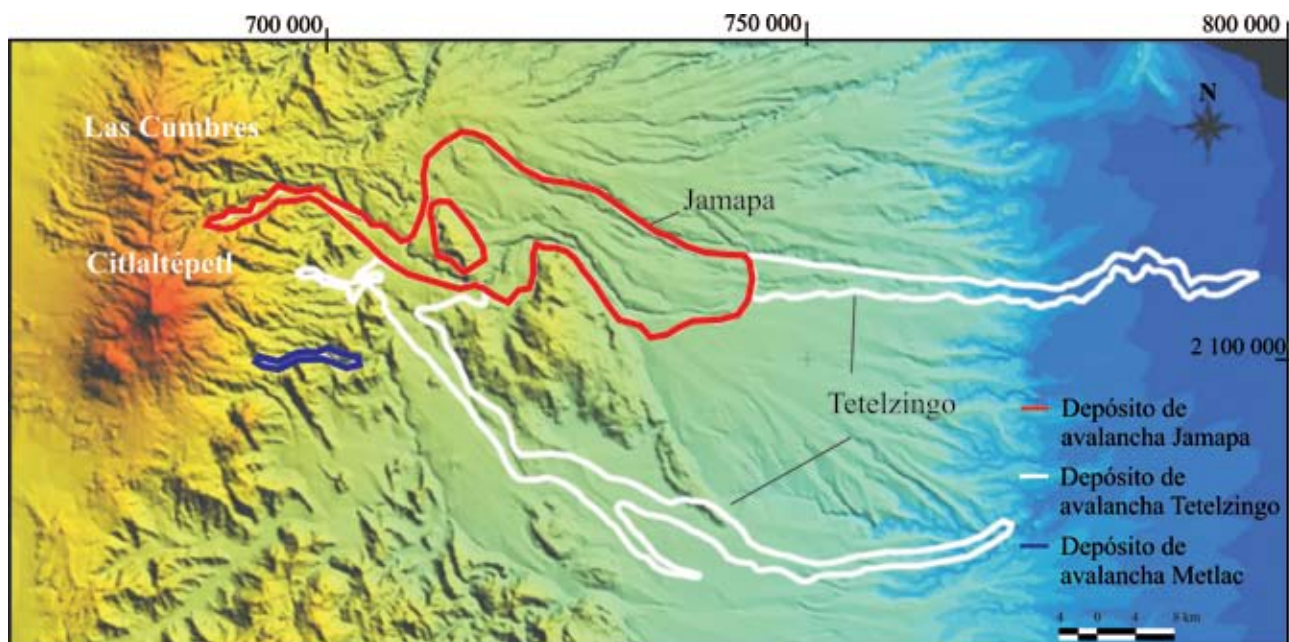 700 000
750 000
800 000
N
Las Cumbres
Jamapa
Citlaltépetl
2 100 000
Tetelzingo
Depósito de
avalancha Jamapa
Depósito de
avalancha Tetelzingo
Depósito de
avalancha Metlac
4 0 4 8 km